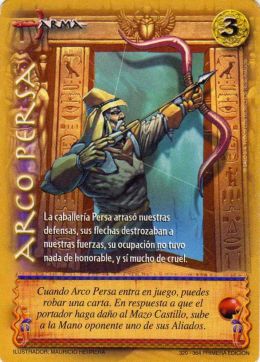 ARMA
3
ARCO PERSA
La caballería Persa arrasó nuestras
defensas, sus flechas destrozaban a
nuestras fuerzas, su ocupación no tuvo
nada de honorable, y sí mucho de cruel.
Cuando Arco Persa entra en juego, puedes
robar una carta. En respuesta a que el
portador haga daño al Mazo Castillo, sube
a la Mano oponente uno de sus Aliados.
ILUSTRADOR: MAURICIO HERRERA
320 - 364 PRIMERA EDICION